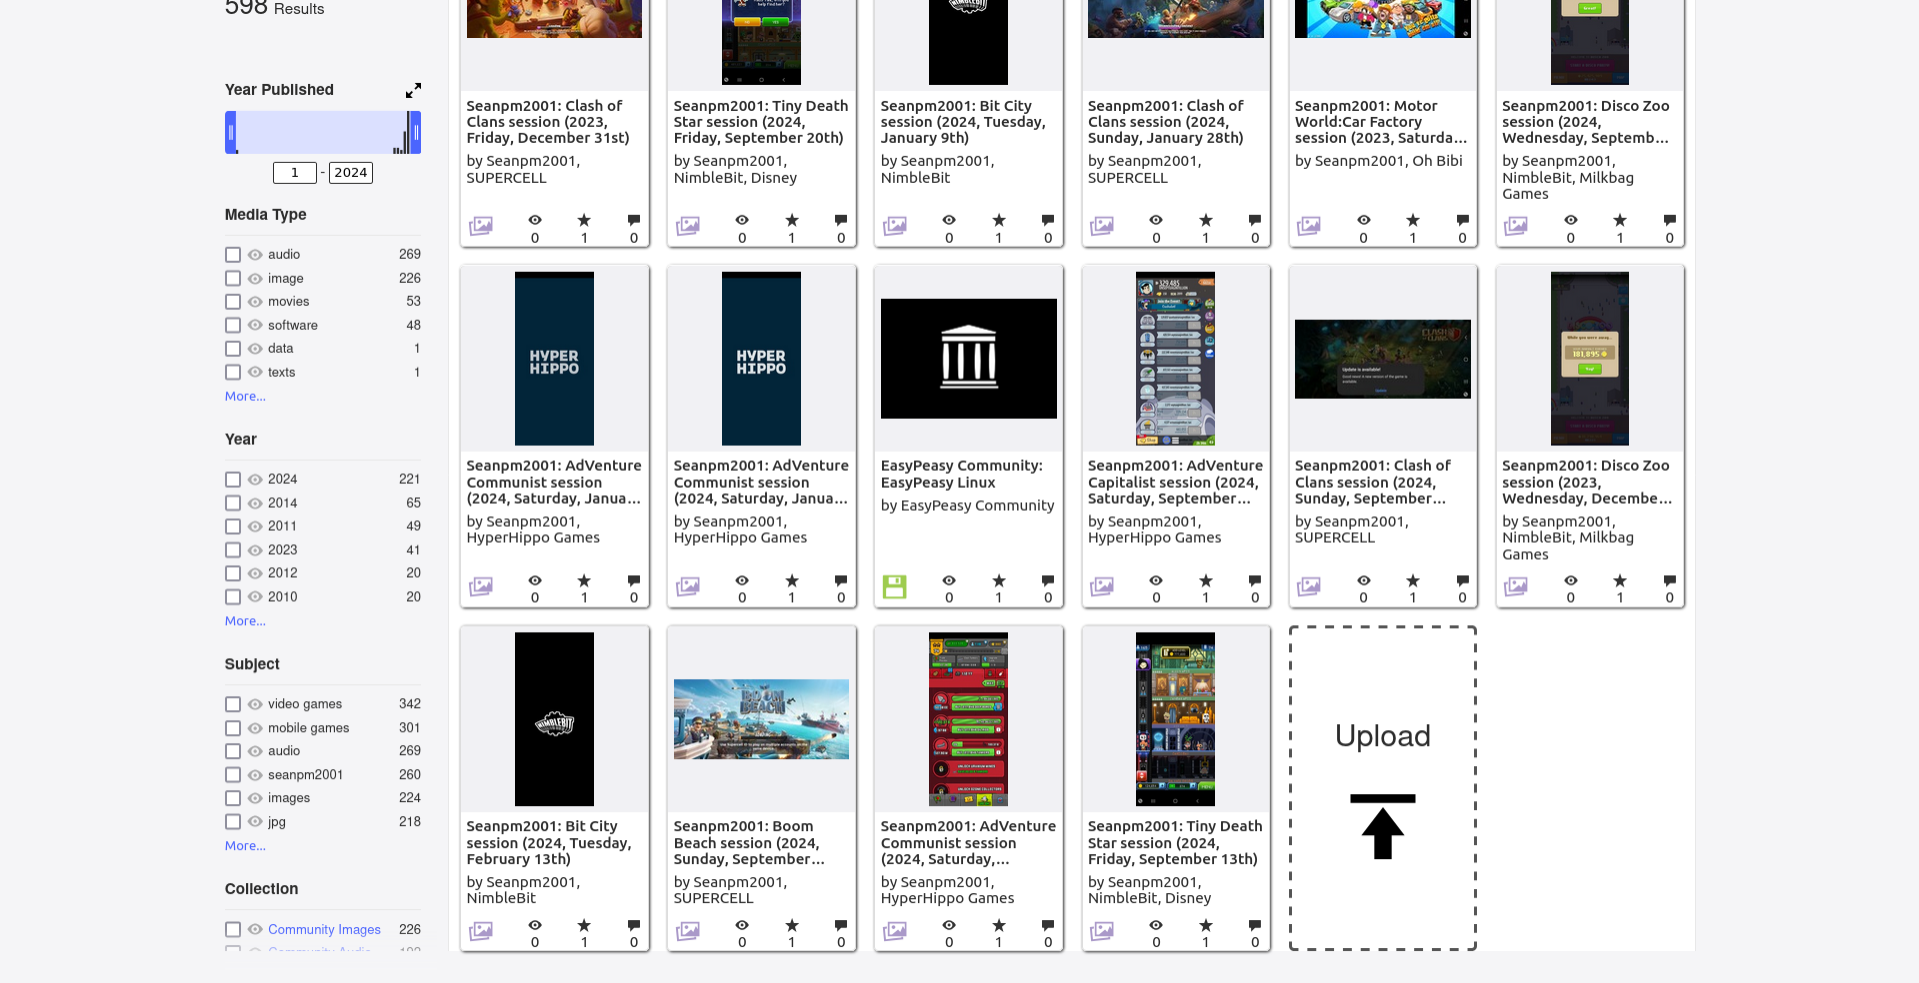 598 Results
Year Published
1 - 2024
Media Type
audio 269
image 226
movies 53
software 48
data 1
texts 1
More...
Year
2024 221
2014 65
2011 49
2023 41
2012 20
2010 20
More...
Subject
video games 342
mobile games 301
audio 269
seanpm2001 260
images 224
jpg 218
More...
Collection
Community Images 226
Seanpm2001: Clash of
Clans session (2023,
Friday, December 31st)
by Seanpm2001,
SUPERCELL
0 1 0
Seanpm2001: Tiny Death
Star session (2024,
Friday, September 20th)
by Seanpm2001,
NimbleBit, Disney
0 1 0
Seanpm2001: Bit City
session (2024, Tuesday,
January 9th)
by Seanpm2001,
NimbleBit
0 1 0
Seanpm2001: Clash of
Clans session (2024,
Sunday, January 28th)
by Seanpm2001,
SUPERCELL
0 1 0
Seanpm2001: Motor
World:Car Factory
session (2023, Saturda...
by Seanpm2001, Oh Bibi
0 1 0
Seanpm2001: Disco Zoo
session (2024,
Wednesday, Septemb...
by Seanpm2001,
NimbleBit, Milkbag
Games
0 1 0
HYPER
HIPPO
Seanpm2001: AdVenture
Communist session
(2024, Saturday, Janua...
by Seanpm2001,
HyperHippo Games
0 1 0
HYPER
HIPPO
Seanpm2001: AdVenture
Communist session
(2024, Saturday, Janua...
by Seanpm2001,
HyperHippo Games
0 1 0
EasyPeasy Community:
EasyPeasy Linux
by EasyPeasy Community
0 1 0
Seanpm2001: AdVenture
Capitalist session (2024,
Saturday, September...
by Seanpm2001,
HyperHippo Games
0 1 0
Update is available!
Seanpm2001: Clash of
Clans session (2024,
Sunday, September...
by Seanpm2001,
SUPERCELL
0 1 0
While you were away...
181,895
Seanpm2001: Disco Zoo
session (2023,
Wednesday, Decembe...
by Seanpm2001,
NimbleBit, Milkbag
Games
0 1 0
NIMBLEBIT
Seanpm2001: Bit City
session (2024, Tuesday,
February 13th)
by Seanpm2001,
NimbleBit
0 1 0
BOOM
BEACH
Seanpm2001: Boom
Beach session (2024,
Sunday, September...
by Seanpm2001,
SUPERCELL
0 1 0
Seanpm2001: AdVenture
Communist session
(2024, Saturday,...
by Seanpm2001,
HyperHippo Games
0 1 0
Seanpm2001: Tiny Death
Star session (2024,
Friday, September 13th)
by Seanpm2001,
NimbleBit, Disney
0 1 0
Upload